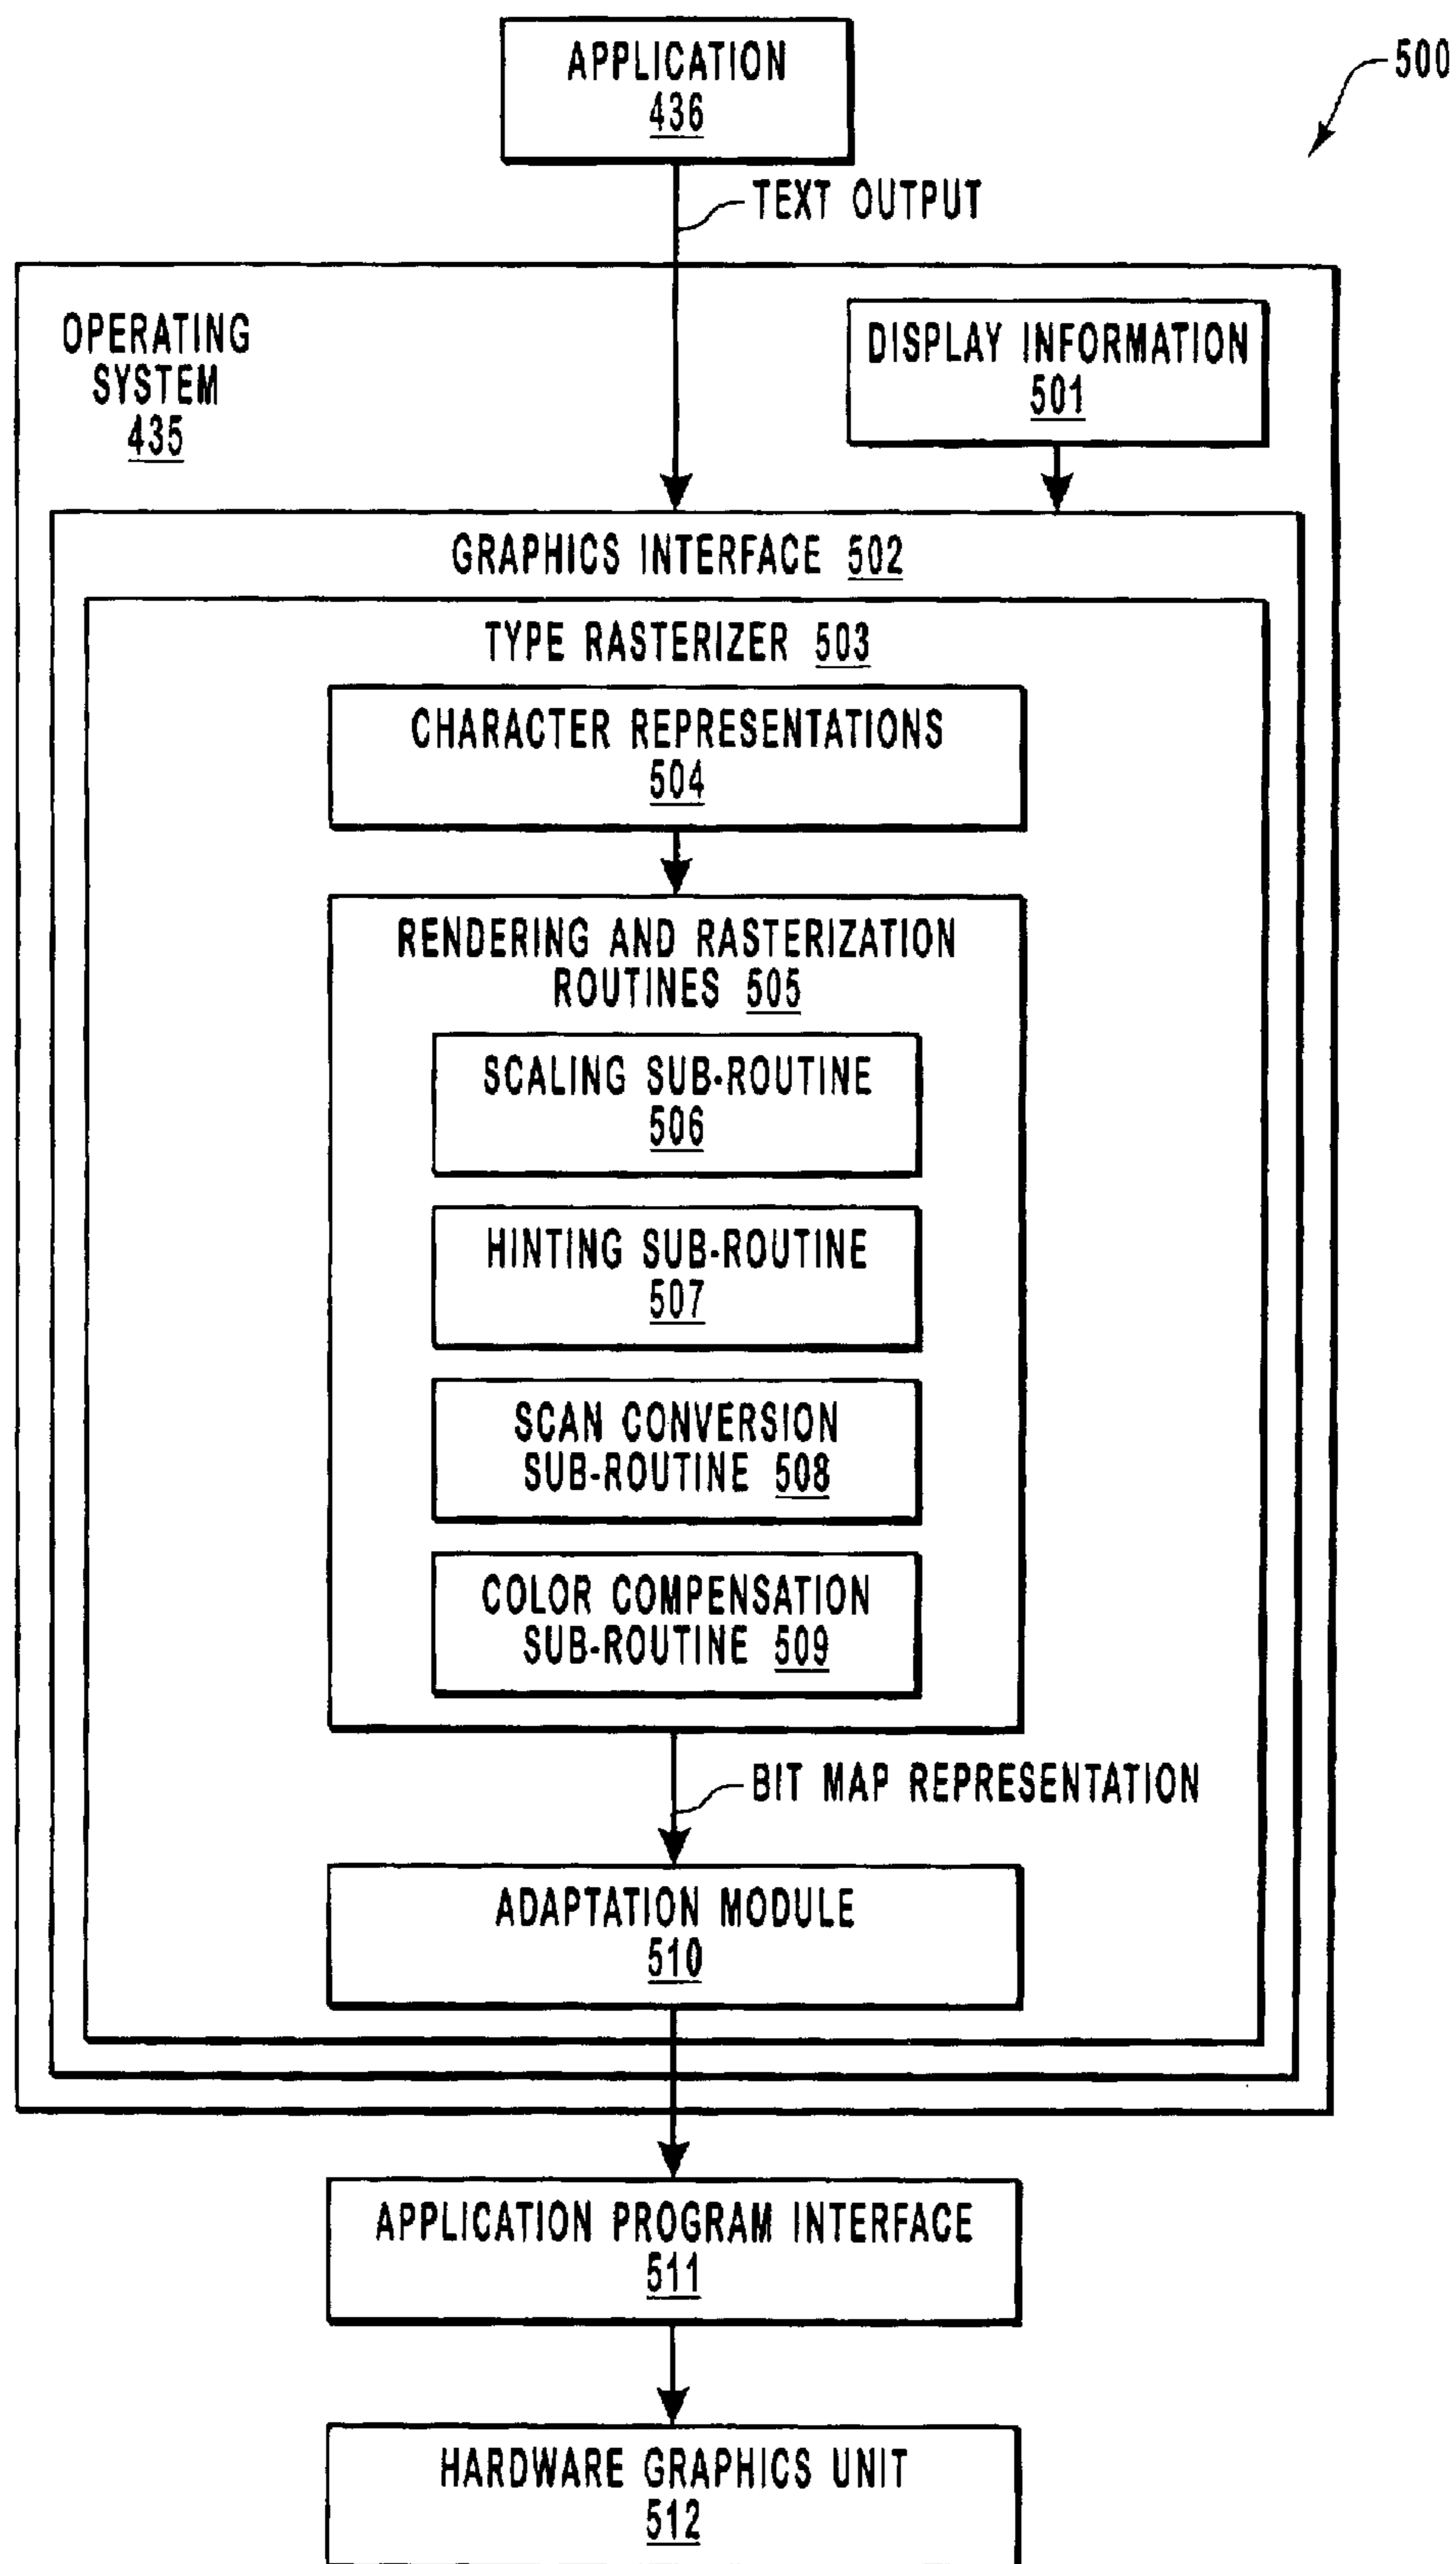 APPLICATION
436
500
TEXT OUTPUT
OPERATING
SYSTEM
435
DISPLAY INFORMATION
501
GRAPHICS INTERFACE 502
TYPE RASTERIZER 503
CHARACTER REPRESENTATIONS
504
RENDERING AND RASTERIZATION
ROUTINES 505
SCALING SUB-ROUTINE
506
HINTING SUB-ROUTINE
507
SCAN CONVERSION
SUB-ROUTINE 508
COLOR COMPENSATION
SUB-ROUTINE 509
BIT MAP REPRESENTATION
ADAPTATION MODULE
510
APPLICATION PROGRAM INTERFACE
511
HARDWARE GRAPHICS UNIT
512